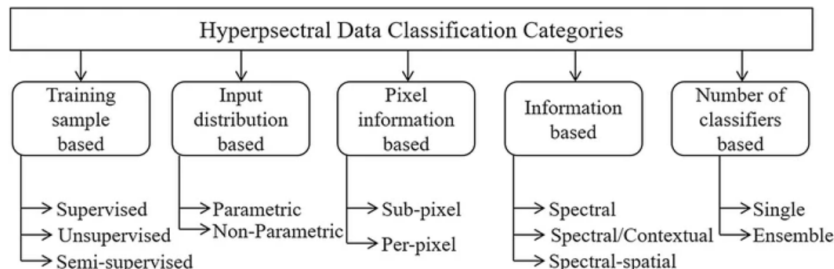 Hyperpsectral Data Classification Categories
Training
sample
based
Input
distribution
based
Pixel
information
based
Information
based
Number of
classifiers
based
Supervised
Unsupervised
Semi-supervised
Parametric
Non-Parametric
Sub-pixel
Per-pixel
Spectral
Spectral/Contextual
Spectral-spatial
Single
Ensemble